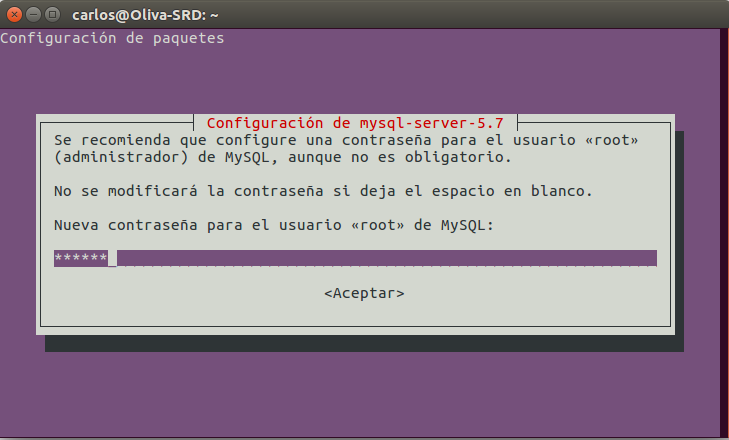 carlos@Oliva-SRD: ~
Configuración de paquetes
Configuración de mysql-server-5.7
Se recomienda que configure una contraseña para el usuario «root»
(administrador) de MySQL, aunque no es obligatorio.
No se modificará la contraseña si deja el espacio en blanco.
Nueva contraseña para el usuario «root» de MySQL:
******_
<Aceptar>